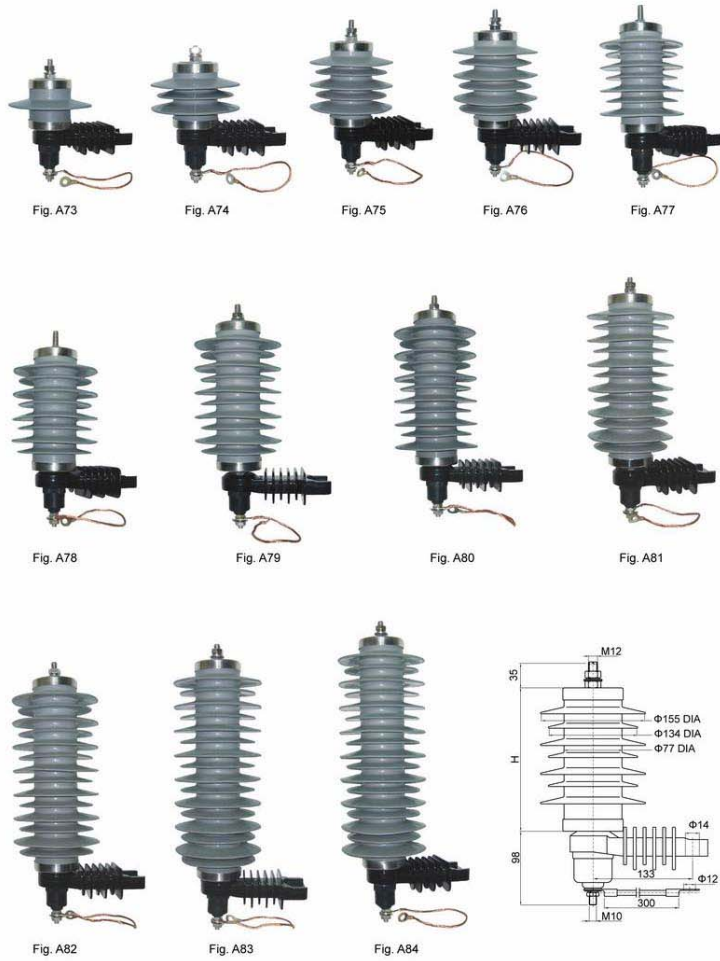 Fig. A73
Fig. A74
Fig. A75
Fig. A76
Fig. A77
Fig. A78
Fig. A79
Fig. A80
Fig. A81
M12
35
Φ155 DIA
Φ134 DIA
Φ77 DIA
H
Φ14
98
133
Φ12
300
M10
Fig. A82
Fig. A83
Fig. A84